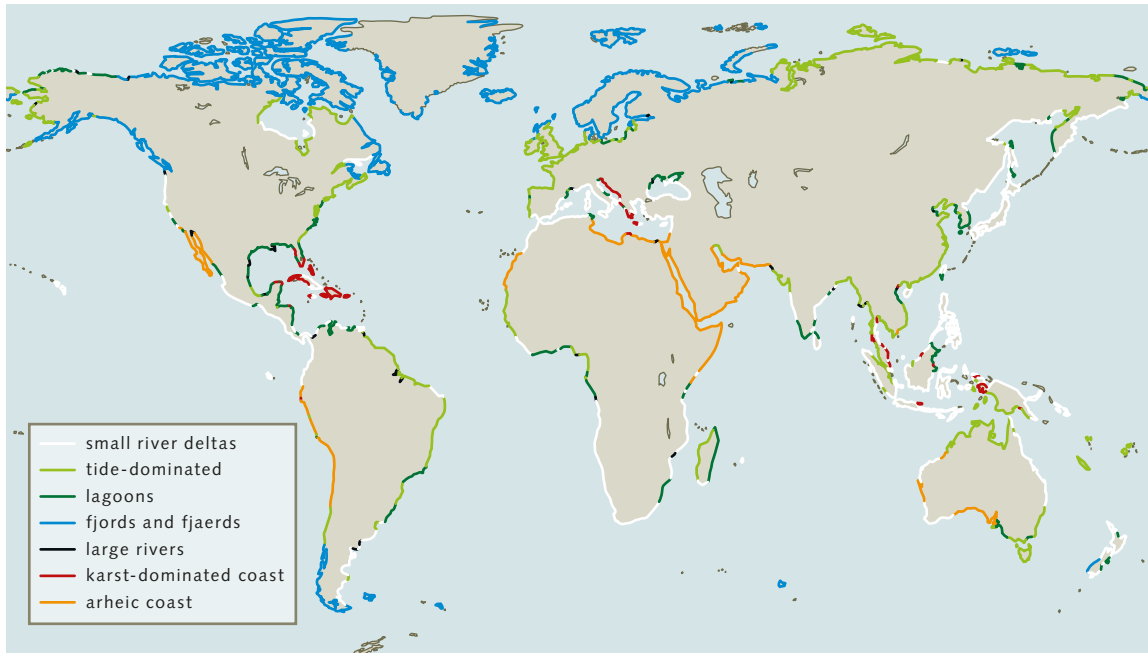 small river deltas
tide-dominated
lagoons
fjords and fjaerds
large rivers
karst-dominated coast
arheic coast